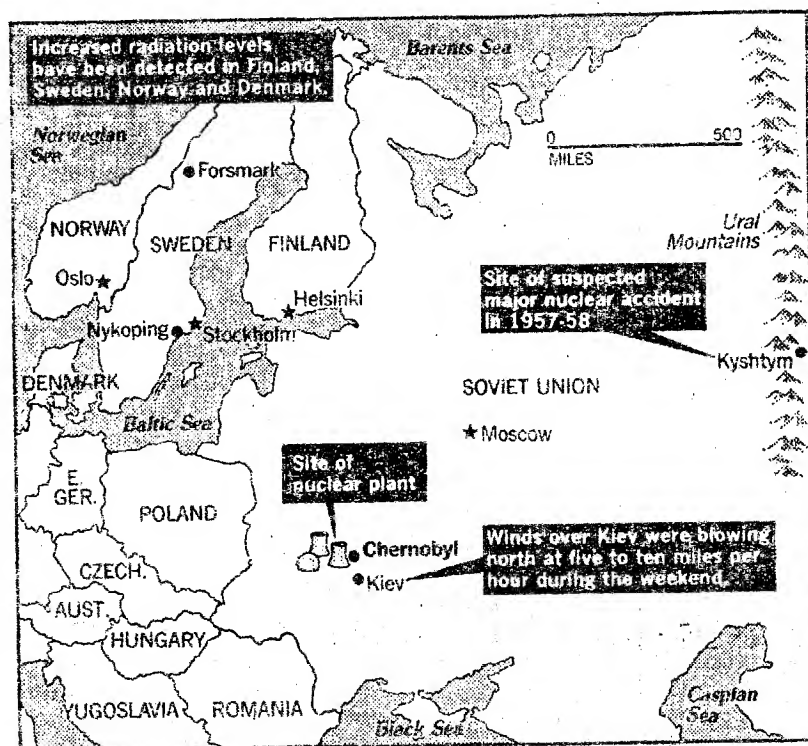 Increased radiation levels
have been detected in Finland,
Sweden, Norway and Denmark.
Barents Sea
Norwegian
Sea
0 500
MILES
Forsmark
NORWAY
SWEDEN
FINLAND
Ural
Mountains
Oslo
Helsinki
Site of suspected
major nuclear accident
in 1957-58
Nykoping
Stockholm
Kyshtym
DENMARK
SOVIET UNION
Baltic Sea
Moscow
E.
GER.
Site of
nuclear plant
POLAND
Chernobyl
Winds over Kiev were blowing
north at five to ten miles per
hour during the weekend.
CZECH.
Kiev
AUST.
HUNGARY
YUGOSLAVIA
ROMANIA
Black Sea
Caspian
Sea